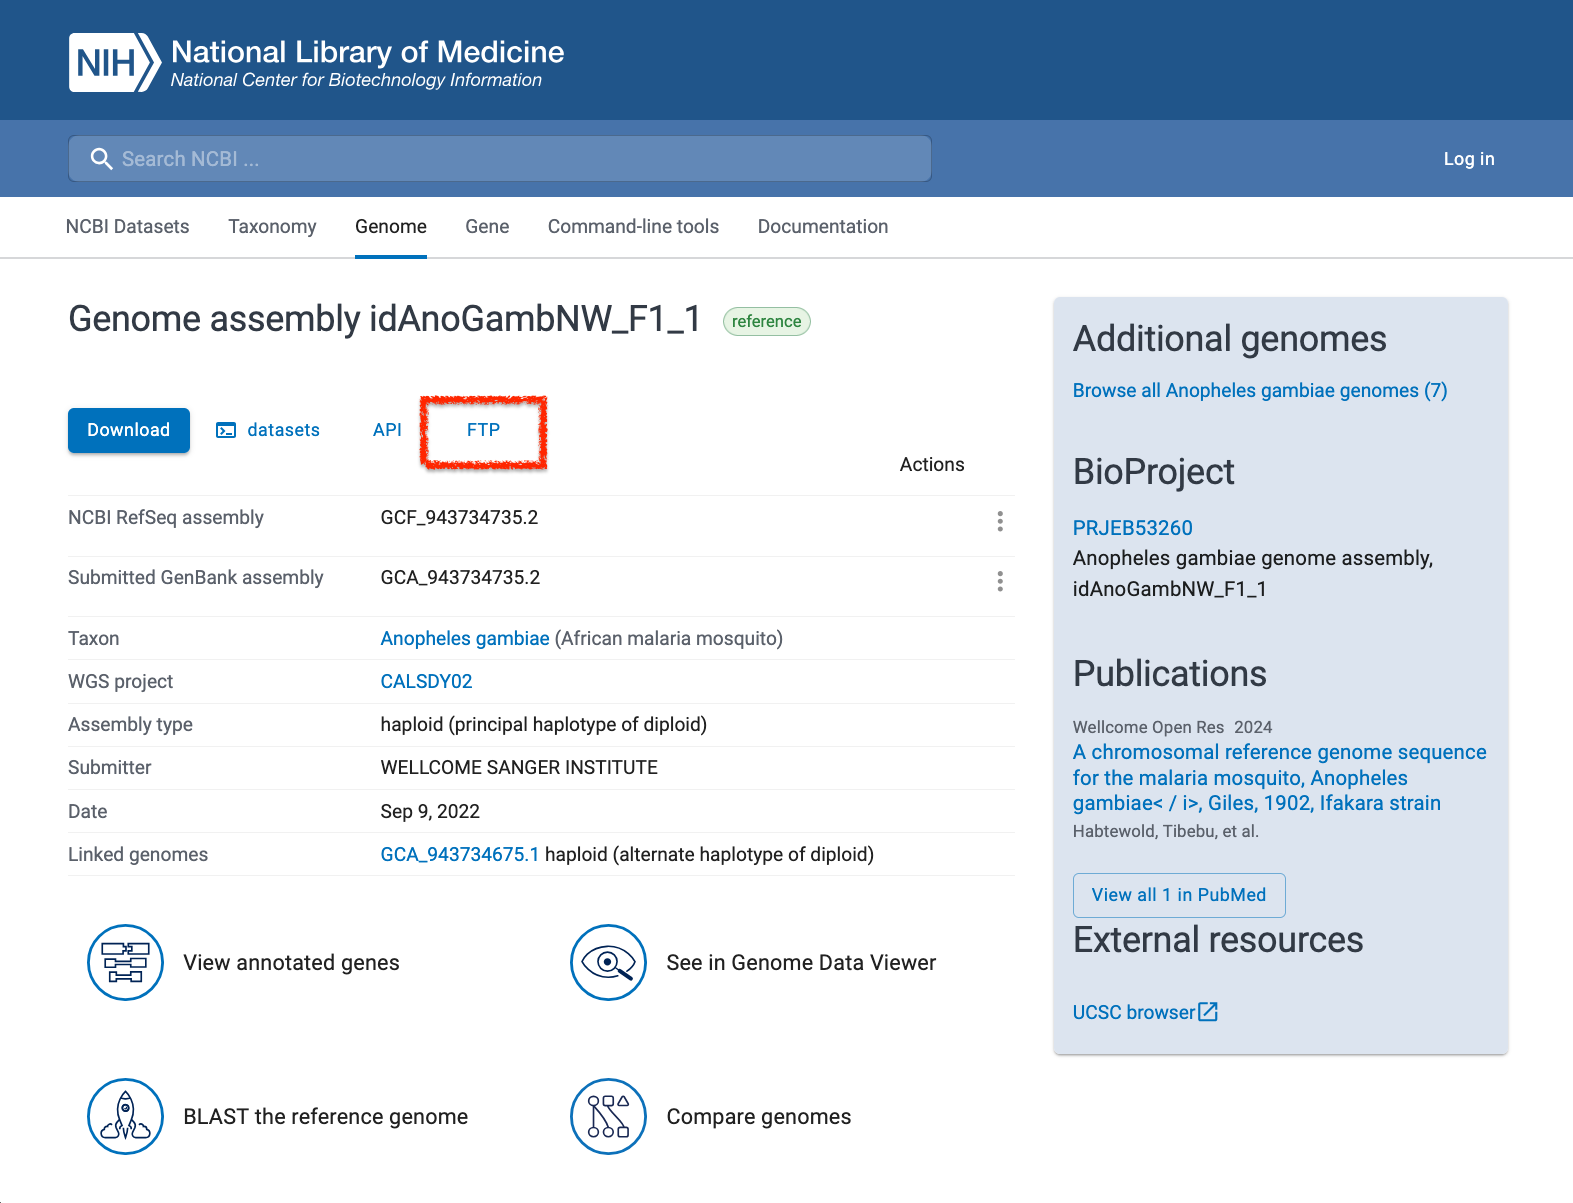 NIH National Library of Medicine
National Center for Biotechnology Information
Search NCBI ...
Log in
NCBI Datasets Taxonomy Genome Gene Command-line tools Documentation
Genome assembly idAnoGambNW_F1_1 reference
Download datasets API FTP
Actions
NCBI RefSeq assembly GCF_943734735.2
Submitted GenBank assembly GCA_943734735.2
Taxon Anopheles gambiae (African malaria mosquito)
WGS project CALSDY02
Assembly type haploid (principal haplotype of diploid)
Submitter WELLCOME SANGER INSTITUTE
Date Sep 9, 2022
Linked genomes GCA_943734675.1 haploid (alternate haplotype of diploid)
View annotated genes
See in Genome Data Viewer
BLAST the reference genome
Compare genomes
Additional genomes
Browse all Anopheles gambiae genomes (7)
BioProject
PRJEB53260
Anopheles gambiae genome assembly,
idAnoGambNW_F1_1
Publications
Wellcome Open Res 2024
A chromosomal reference genome sequence
for the malaria mosquito, Anopheles
gambiae< / i>, Giles, 1902, Ifakara strain
Habtewold, Tibebu, et al.
View all 1 in PubMed
External resources
UCSC browser